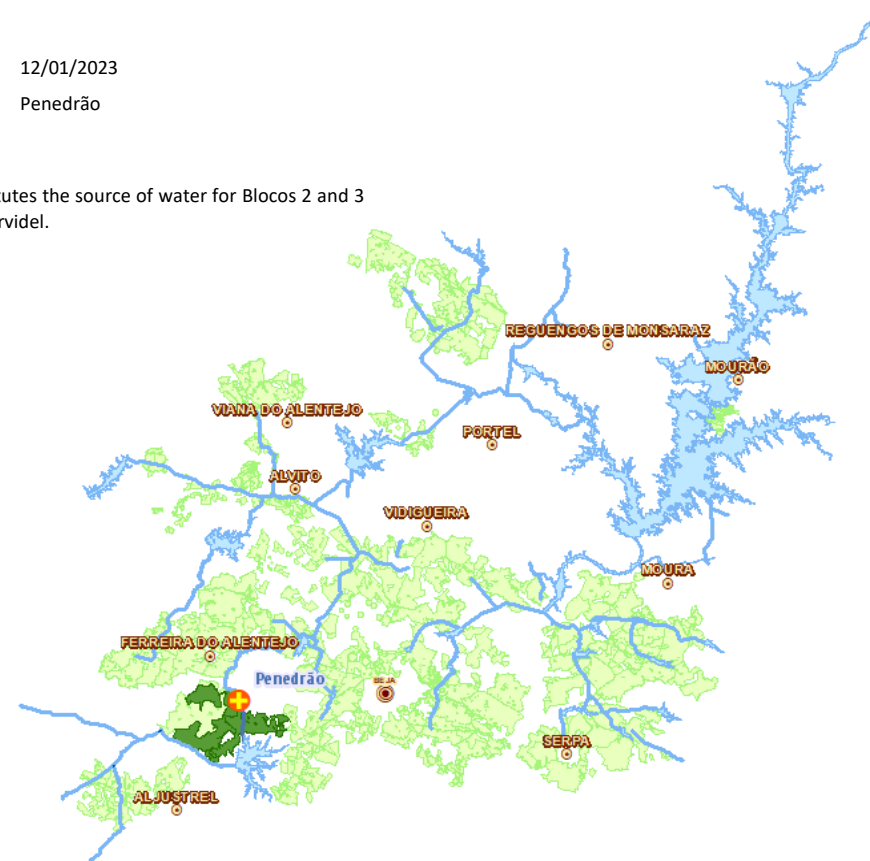 12/01/2023
Penedrão
tutes the source of water for Blocos 2 and 3
rvidel.
REGUENGOS DE MONSARAZ
MOURÃO
VIANA DO ALENTEJO
PORTEL
ALVITO
VIDIGUEIRA
MOURA
FERREIRA DO ALENTEJO
Penedrão
BEJA
SERPA
ALJUSTREL